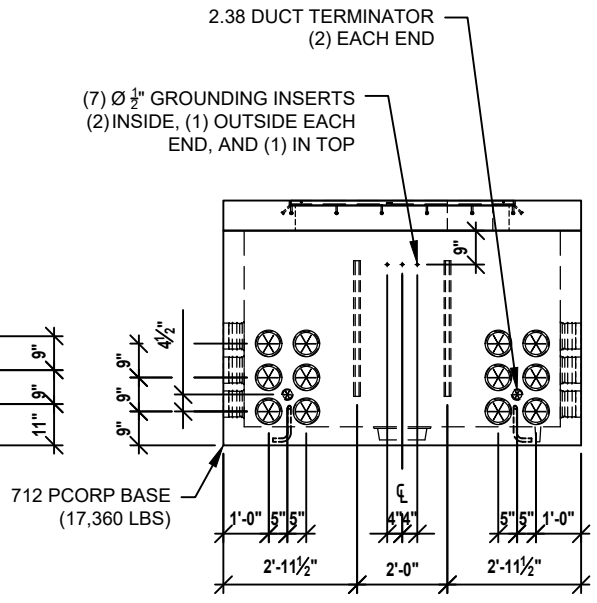 2.38 DUCT TERMINATOR
(2) EACH END
(7) Ø ½" GROUNDING INSERTS
(2) INSIDE, (1) OUTSIDE EACH
END, AND (1) IN TOP
9"
4½"
9"
9"
9"
9"
11"
9"
712 PCORP BASE
(17,360 LBS)
℄
1'-0" 5" 5" 4" 4" 5" 5" 1'-0"
2'-11½" 2'-0" 2'-11½"